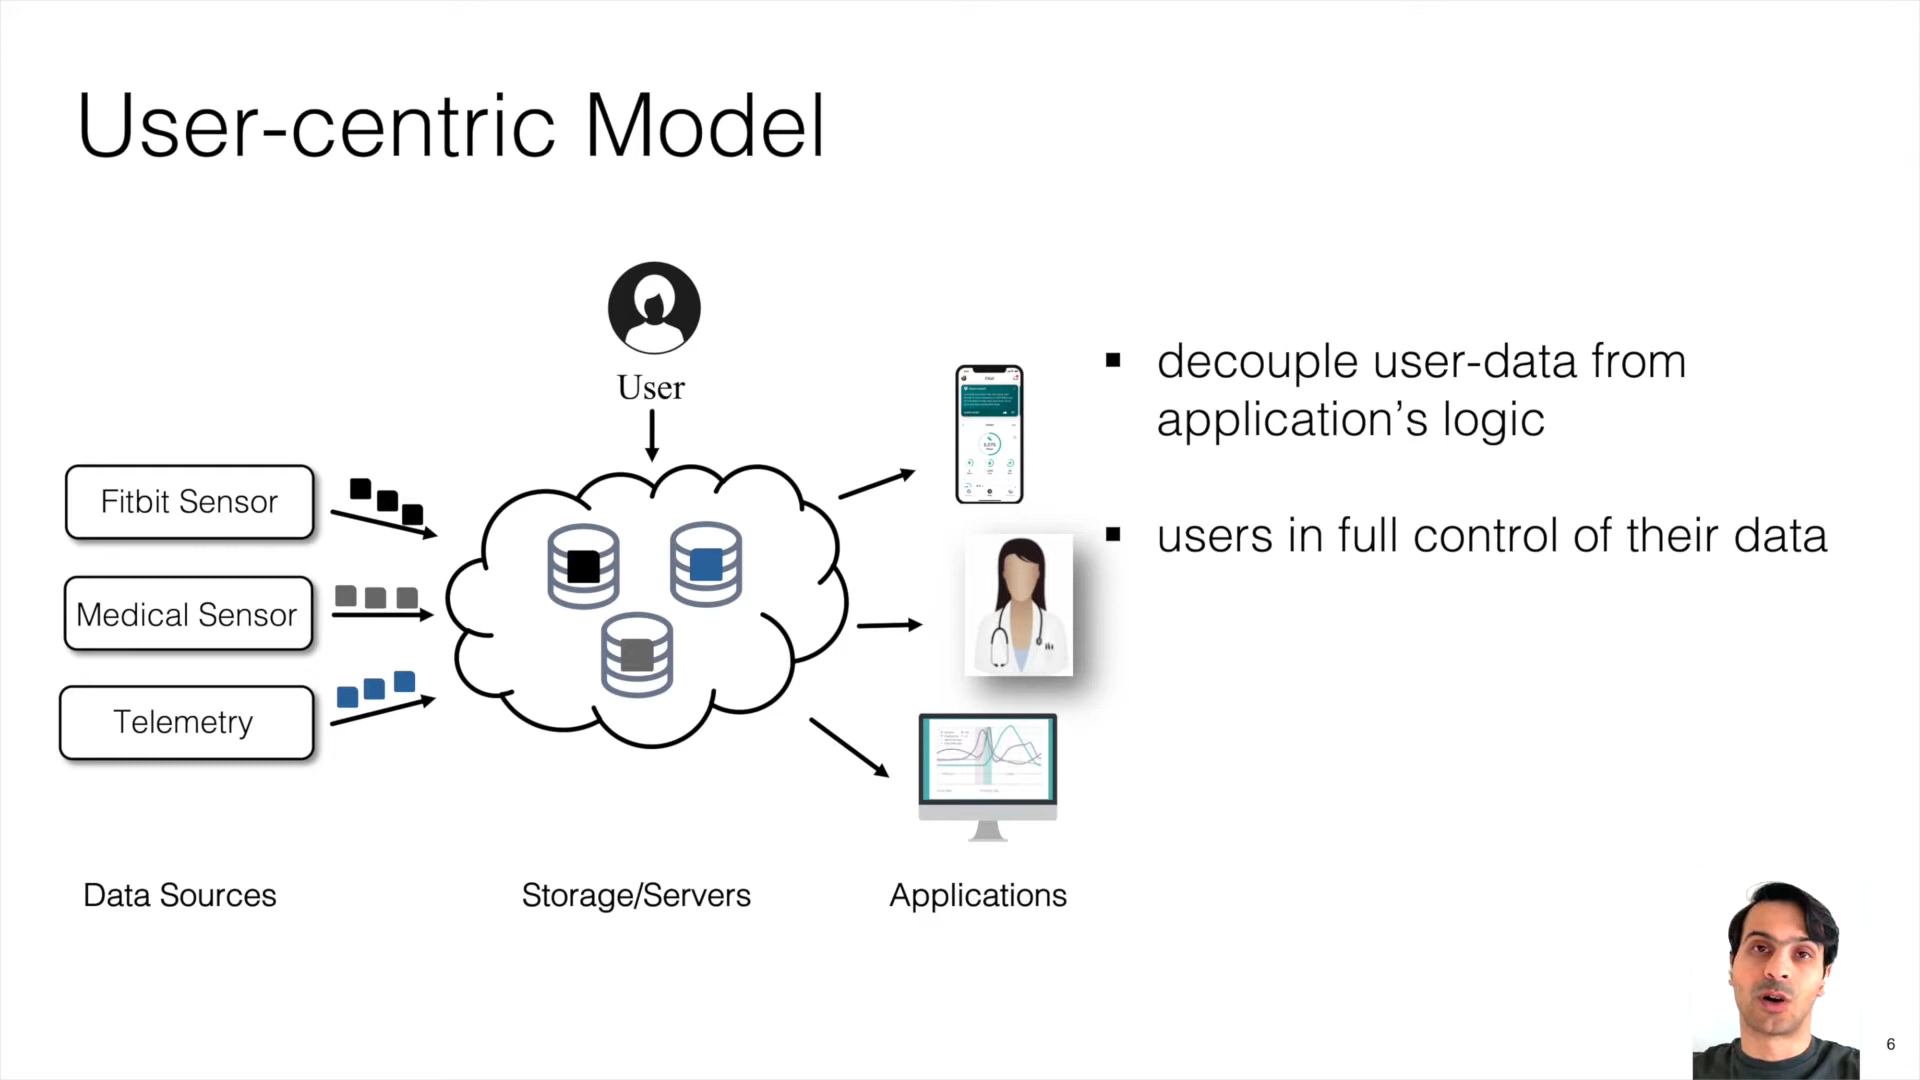 User-centric Model
User
Fitbit Sensor
Medical Sensor
Telemetry
▪ decouple user-data from
application’s logic
▪ users in full control of their data
Data Sources
Storage/Servers
Applications
6